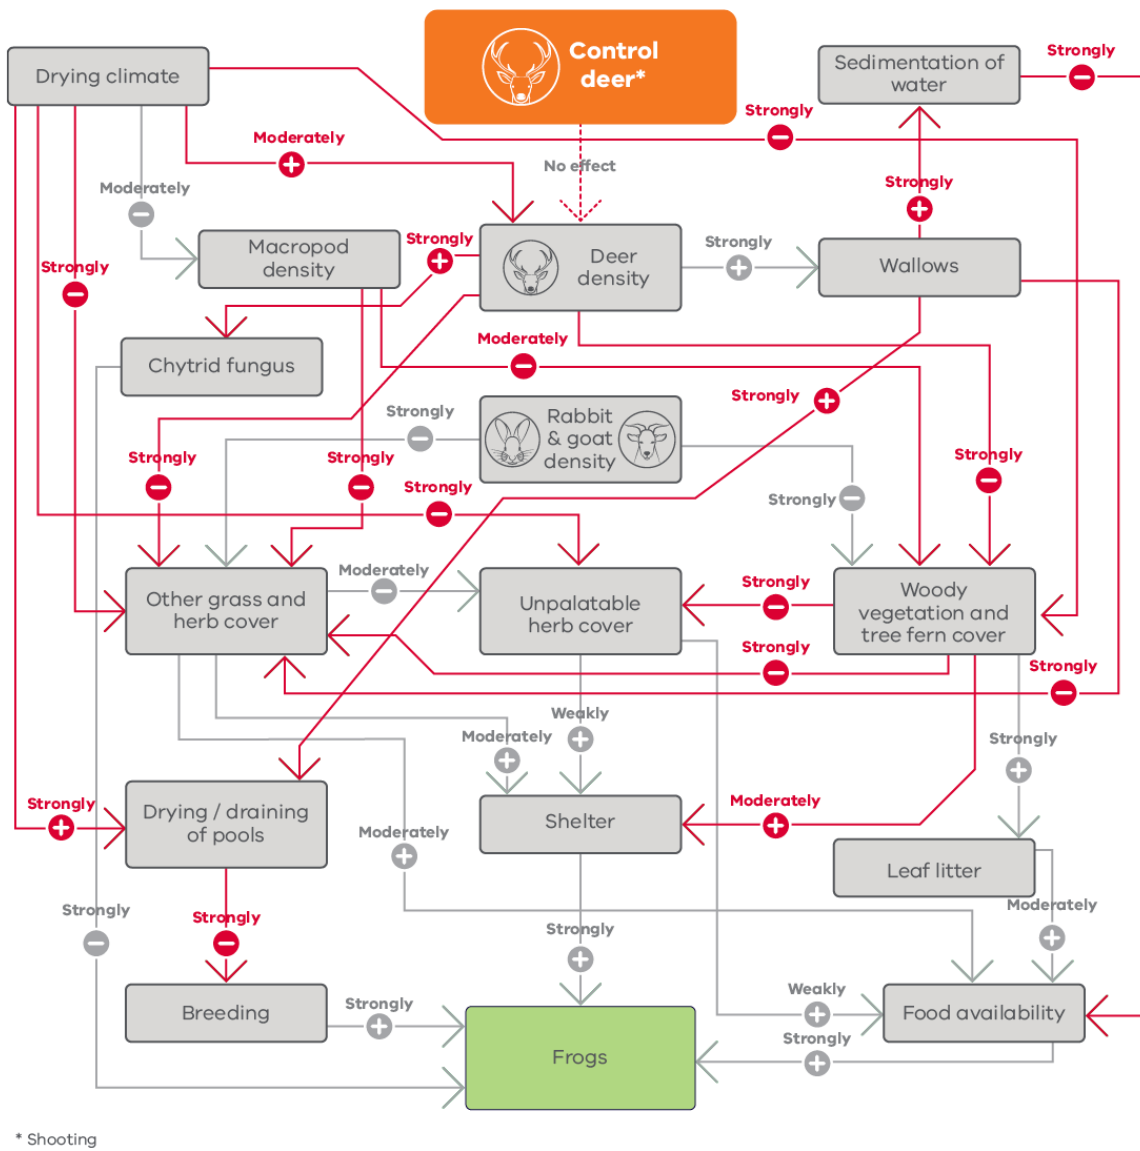 Control
deer*
Drying climate
Sedimentation of
water
Strongly
Strongly
Moderately
No effect
Moderately
Strongly
Macropod
density
Strongly
Deer
density
Strongly
Wallows
Strongly
Chytrid fungus
Moderately
Strongly
Rabbit
& goat
density
Strongly
Strongly
Strongly
Strongly
Strongly
Strongly
Strongly
Other grass and
herb cover
Moderately
Unpalatable
herb cover
Strongly
Woody
vegetation and
tree fern cover
Strongly
Strongly
Weakly
Moderately
Strongly
Strongly
Drying / draining
of pools
Moderately
Shelter
Moderately
Leaf litter
Moderately
Strongly
Strongly
Strongly
Breeding
Strongly
Weakly
Food availability
Strongly
Frogs
* Shooting